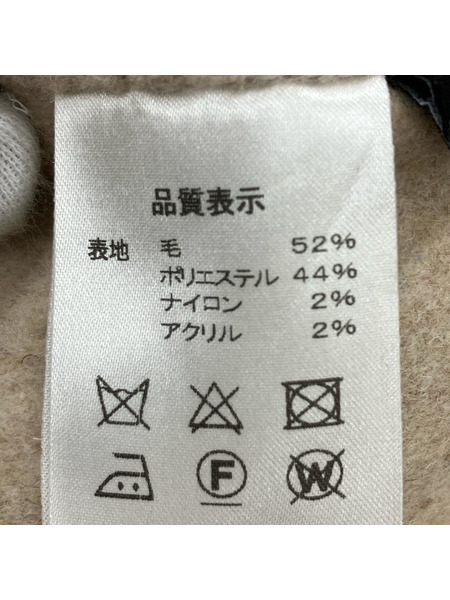 品質表示
表地 毛 52%
ポリエステル 44%
ナイロン 2%
アクリル 2%
F W